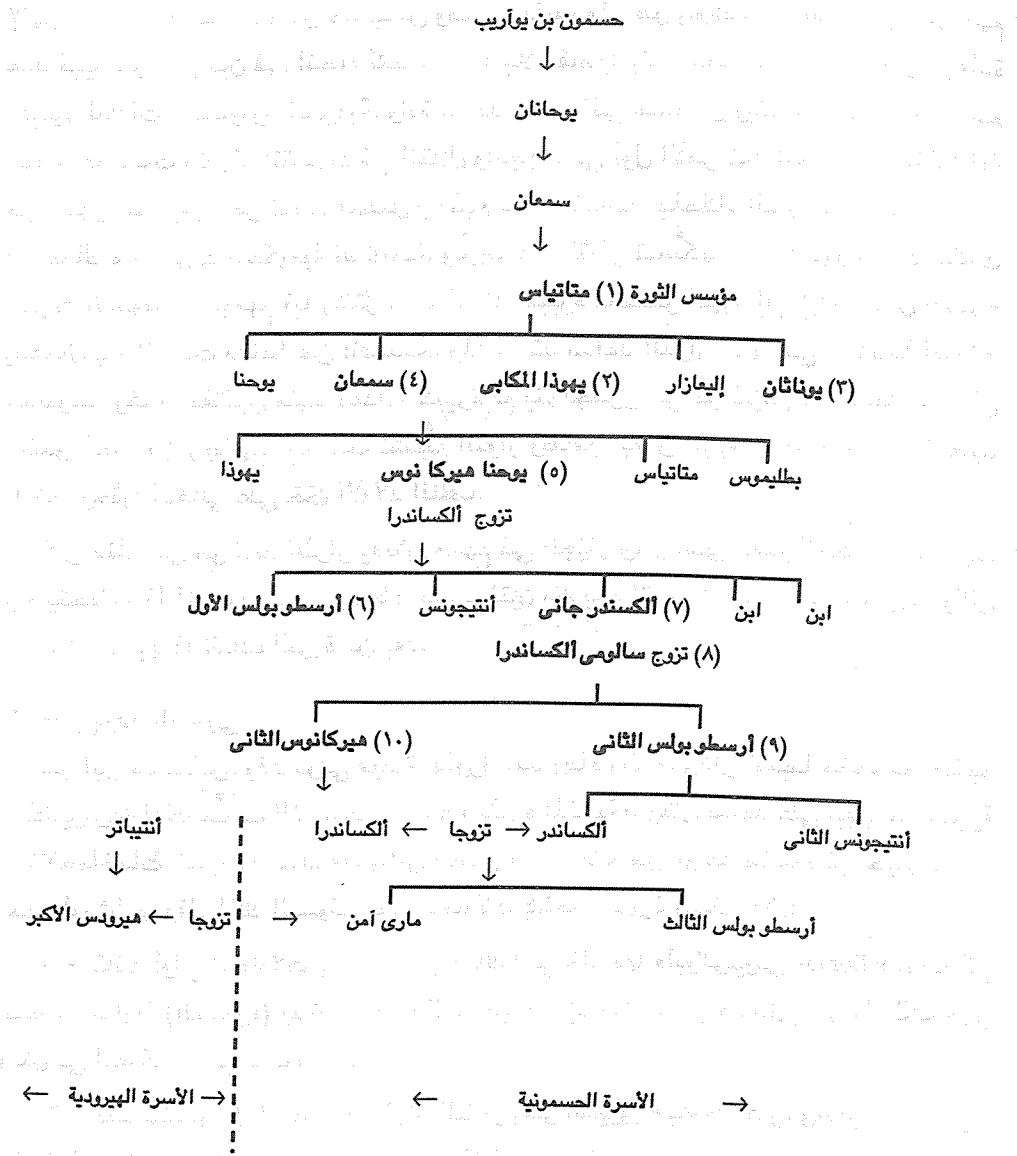 حسمون بن يوآريب
↓
يوحانان
↓
سمعان
↓
مؤسس الثورة (١) متاتياس
(٣) يوناثان إليعازار (٢) يهوذا المكابى (٤) سمعان يوحنا
بطليموس متاتياس (٥) يوحنا هيركا نوس يهوذا
تزوج ألكساندرا
↓
ابن ابن (٧) ألكسندر جانى أنتيجونس (٦) أرسطو بولس الأول
(٨) تزوج سالومى ألكساندرا
(٩) أرسطو بولس الثانى (١٠) هيركانوس الثانى
↓
أنتيجونس الثانى ألكساندر ← تزوجا → ألكساندرا أنتيباتر
↓ ↓
أرسطو بولس الثالث مارى آمن ← تزوجا → هيرودس الأكبر
← الأسرة الحسمونية → ← الأسرة الهيرودية →